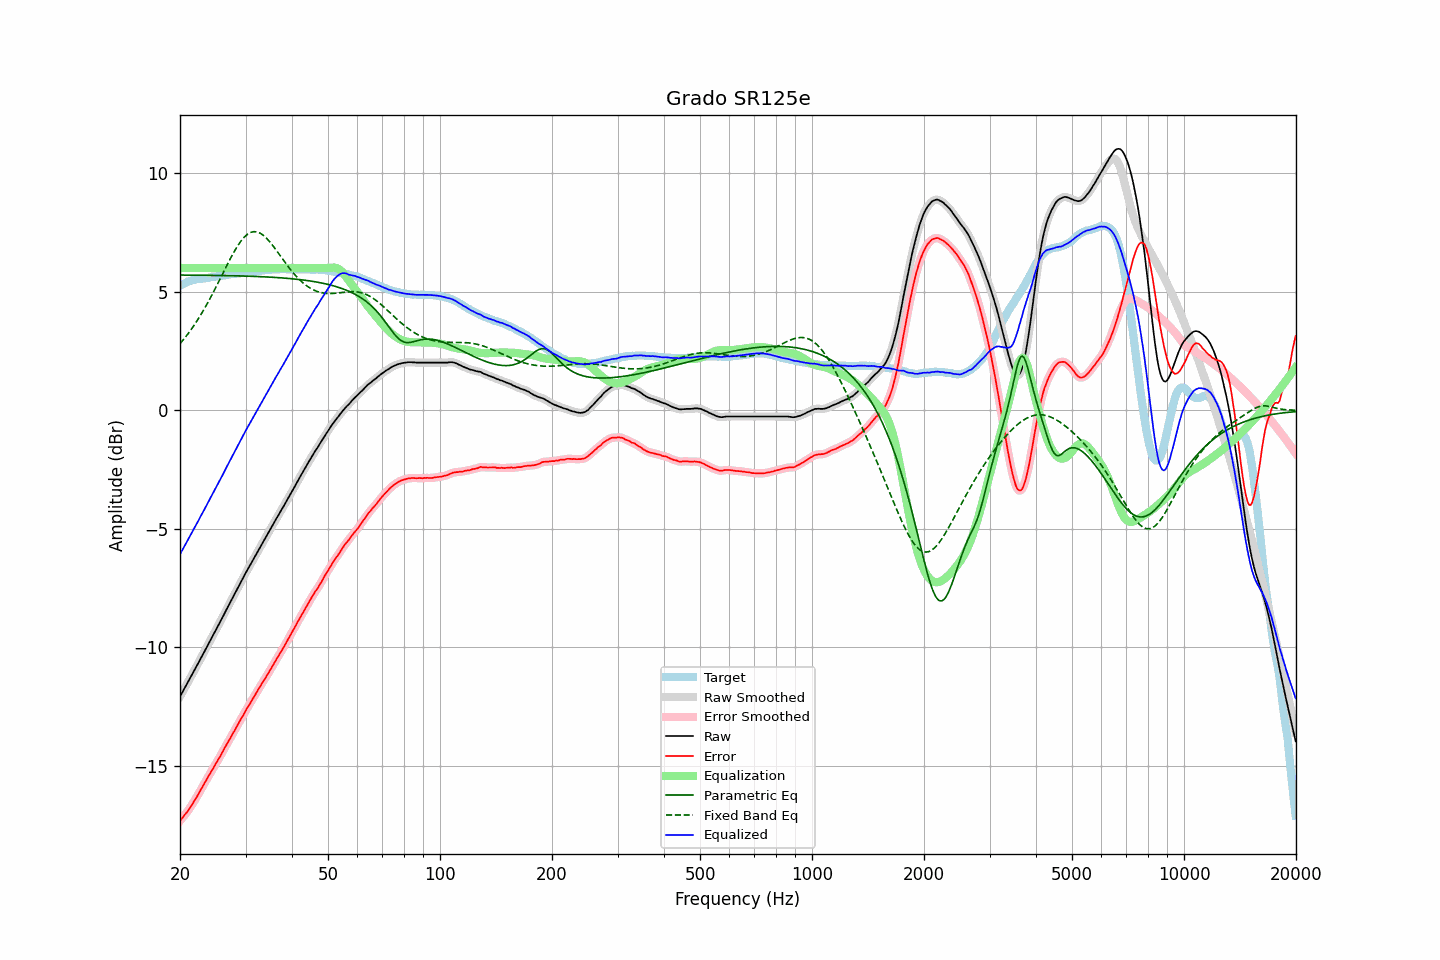 Grado SR125e
Amplitude (dBr)
10
5
0
−5
−10
−15
Target
Raw Smoothed
Error Smoothed
Raw
Error
Equalization
Parametric Eq
Fixed Band Eq
Equalized
20 50 100 200 500 1000 2000 5000 10000 20000
Frequency (Hz)